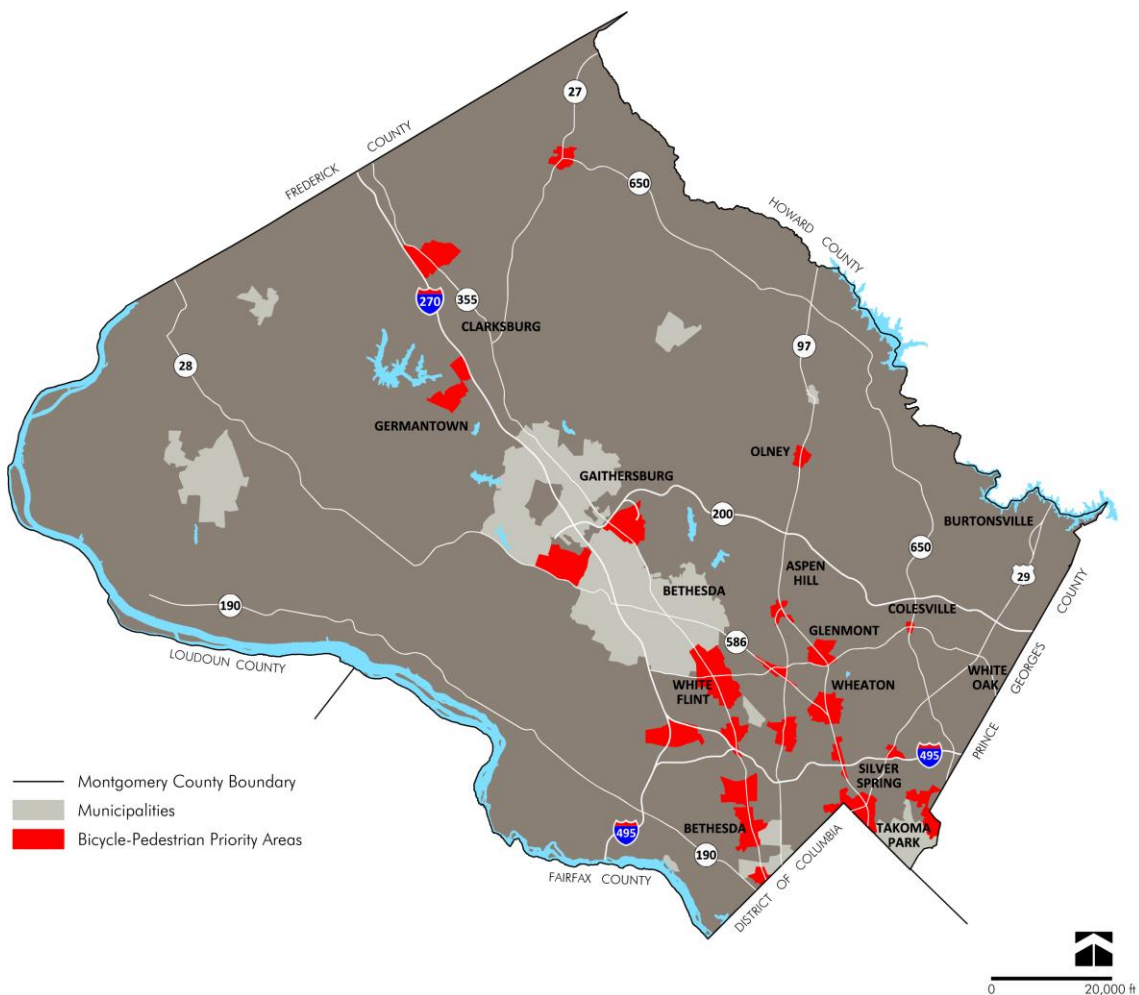 27
FREDERICK COUNTY
650
HOWARD COUNTY
270
355
CLARKSBURG
97
28
GERMANTOWN
OLNEY
GAITHERSBURG
200
BURTONSVILLE
650
29
ASPEN
HILL
BETHESDA
190
COLESVILLE
GLENMONT
586
LOUDOUN COUNTY
PRINCE GEORGE'S COUNTY
WHITE
OAK
WHITE
FLINT
WHEATON
495
SILVER
SPRING
Montgomery County Boundary
Municipalities
Bicycle-Pedestrian Priority Areas
495
BETHESDA
TAKOMA
PARK
190
FAIRFAX COUNTY
DISTRICT OF COLUMBIA
0 20,000 ft